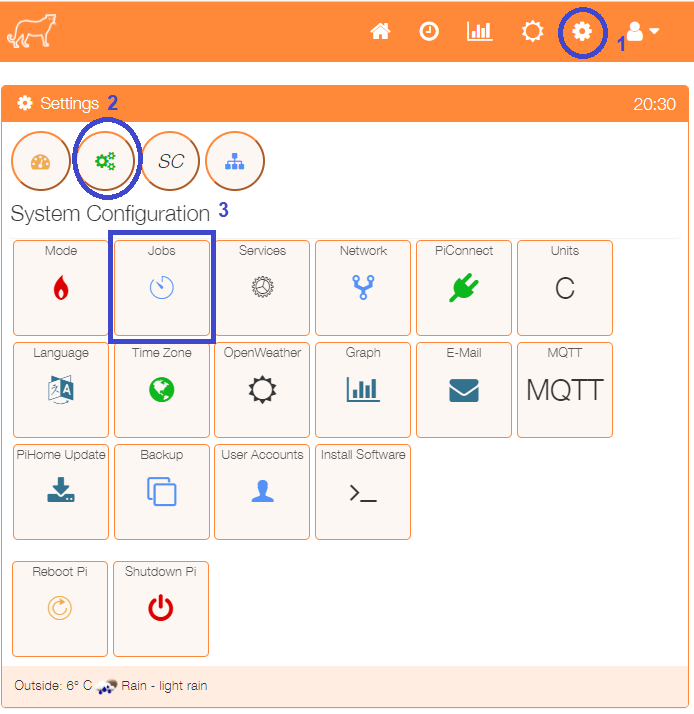 1
Settings 2 20:30
SC
System Configuration 3
Mode Jobs Services Network PiConnect Units
C
Language Time Zone OpenWeather Graph E-Mail MQTT
MQTT
PiHome Update Backup User Accounts Install Software
>_
Reboot Pi Shutdown Pi
Outside: 6° C Rain - light rain